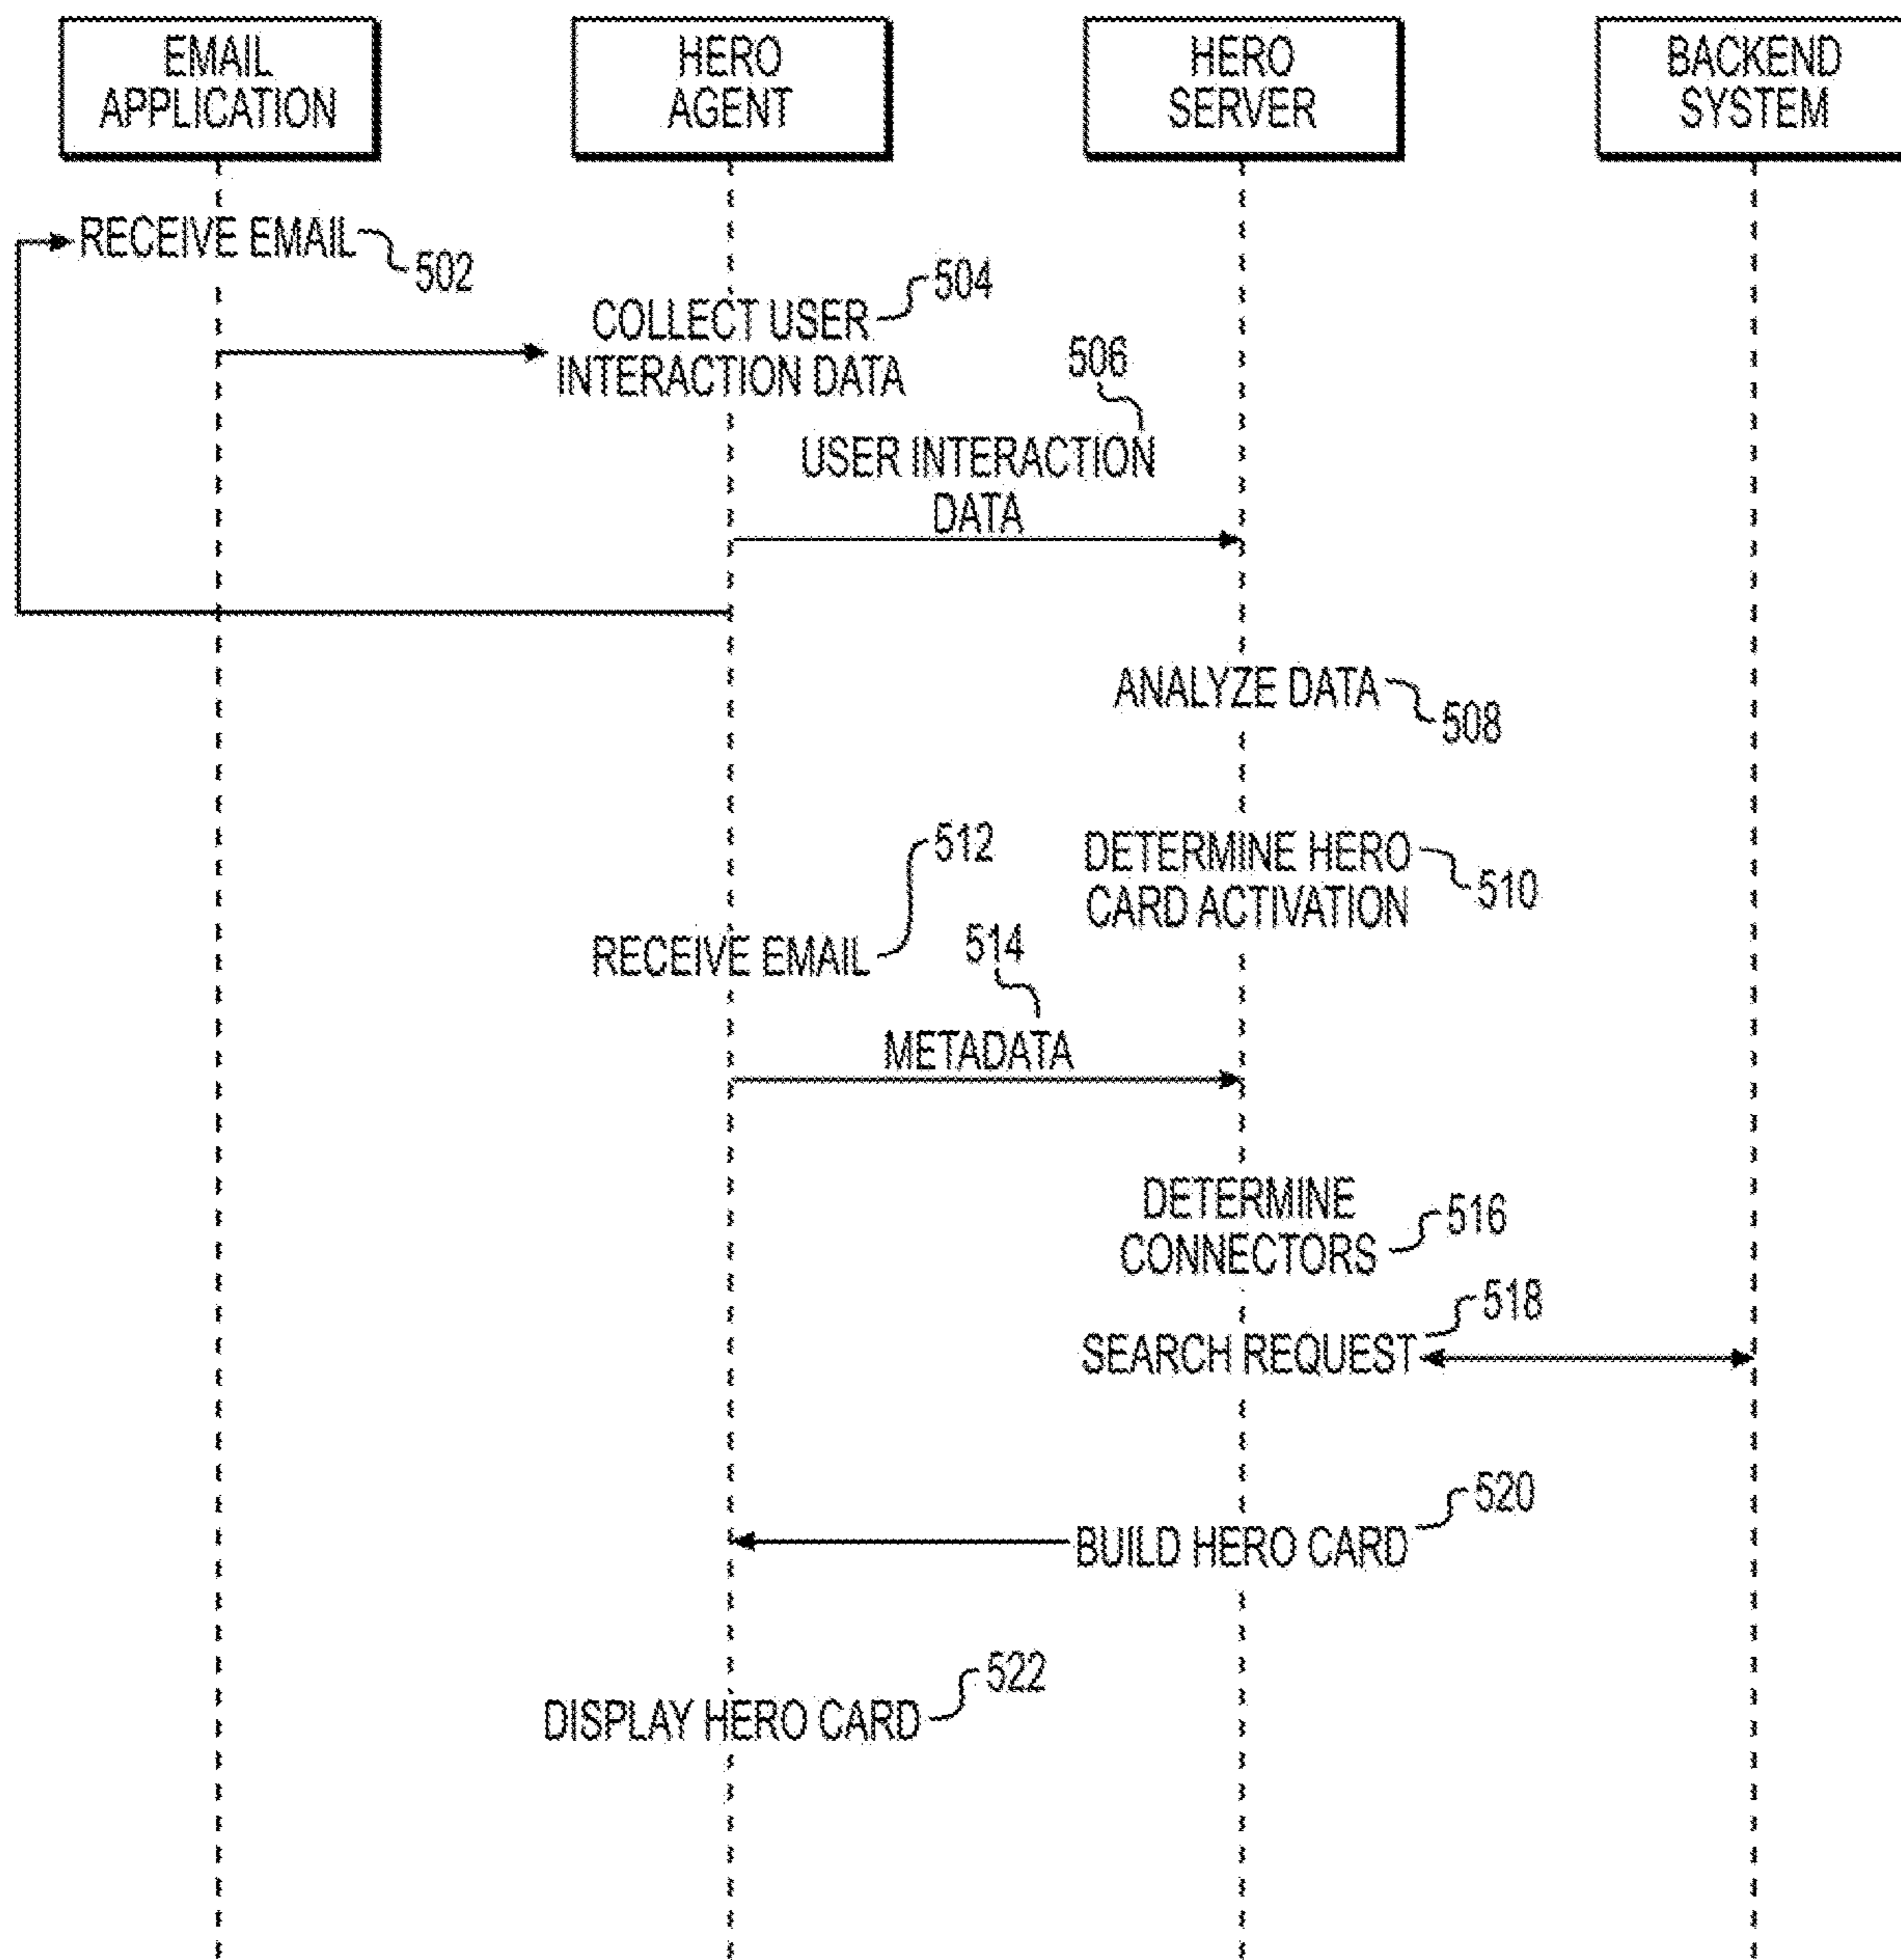 EMAIL
APPLICATION
HERO
AGENT
HERO
SERVER
BACKEND
SYSTEM
RECEIVE EMAIL
502
504
COLLECT USER
INTERACTION DATA
506
USER INTERACTION
DATA
ANALYZE DATA
508
512
DETERMINE HERO
CARD ACTIVATION
510
RECEIVE EMAIL
514
METADATA
DETERMINE
CONNECTORS
516
518
SEARCH REQUEST
520
BUILD HERO CARD
522
DISPLAY HERO CARD